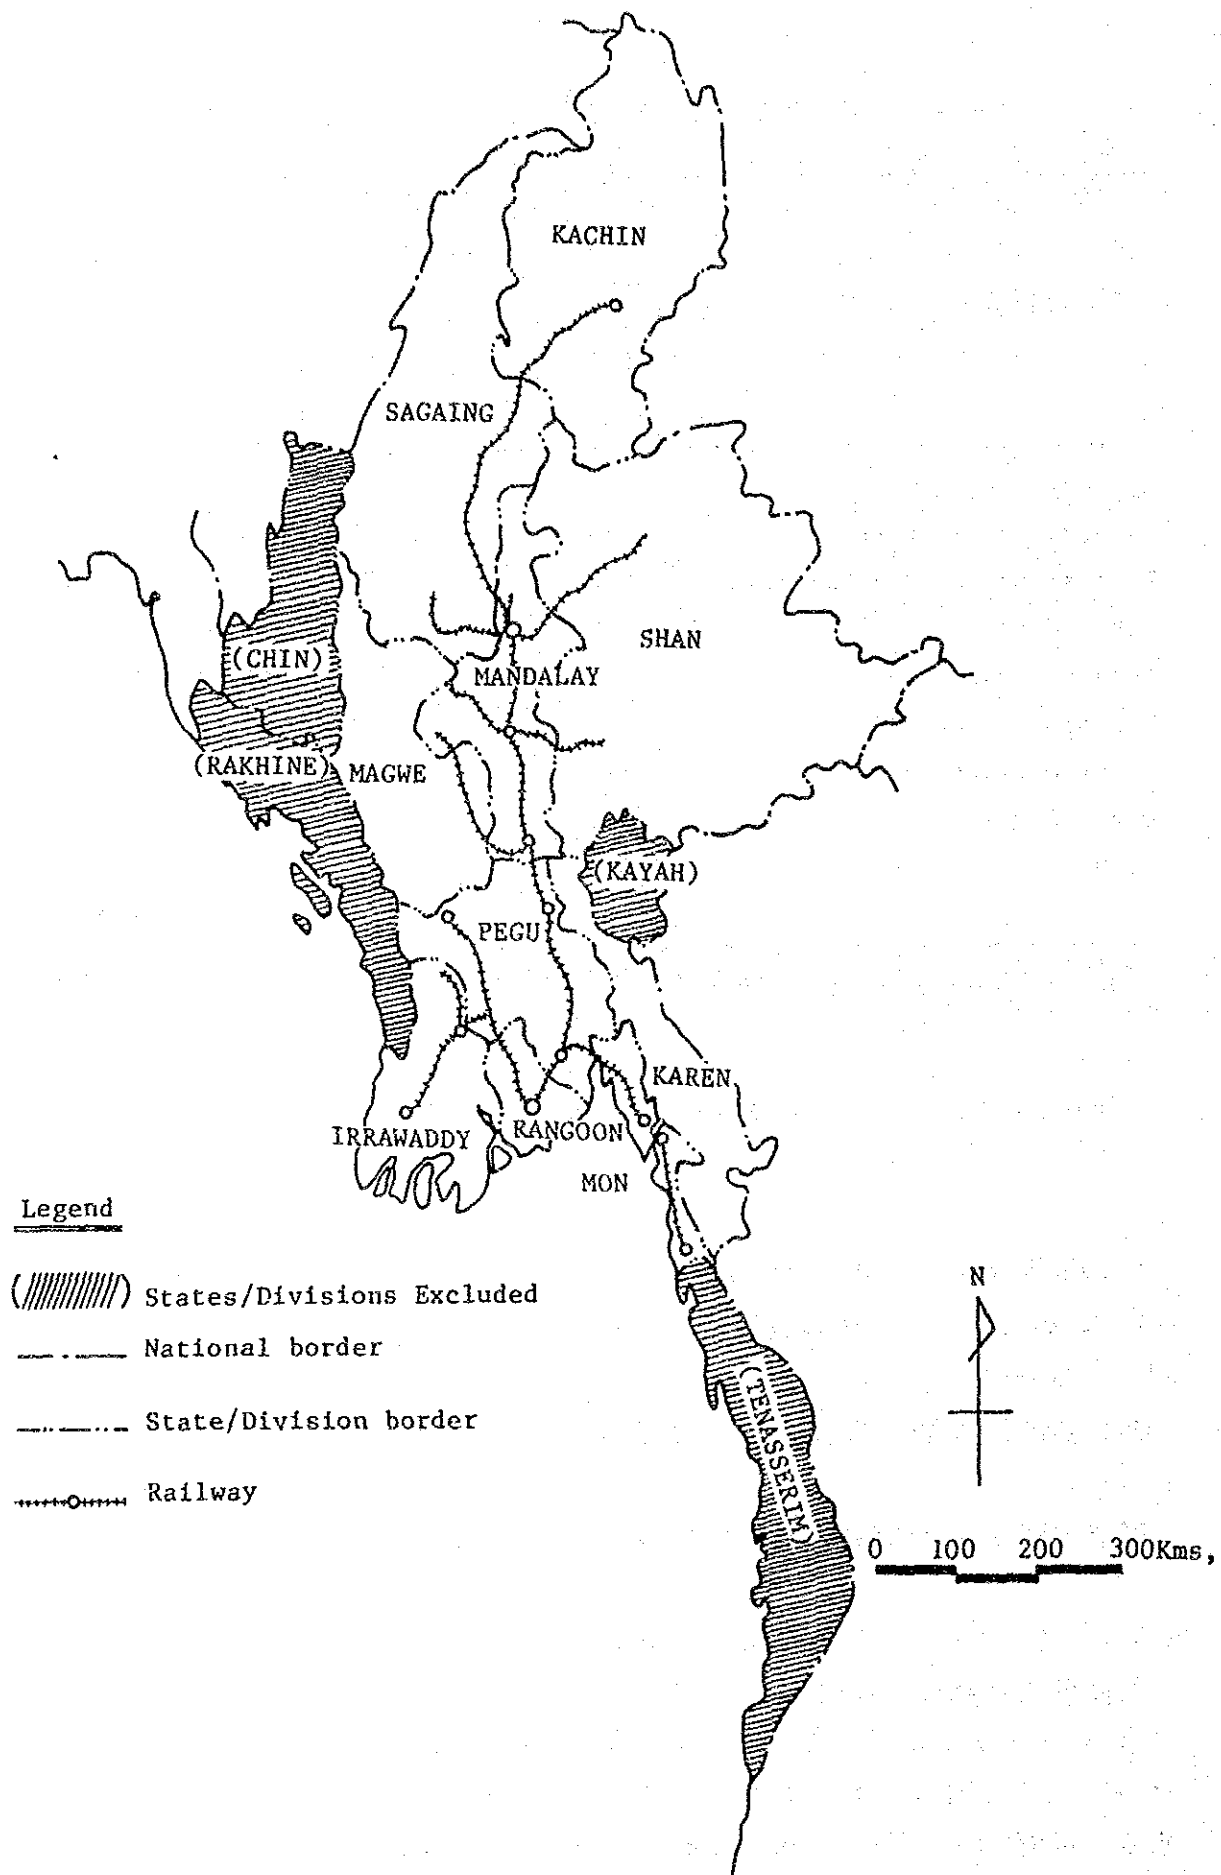 KACHIN
SAGAING
(CHIN)
SHAN
MANDALAY
(RAKHINE)
MAGWE
(KAYAH)
PEGU
KAREN
IRRAWADDY
RANGOON
MON
Legend
(//////////) States/Divisions Excluded
National border
State/Division border
Railway
N
(TENASSERIM)
0 100 200 300Kms,